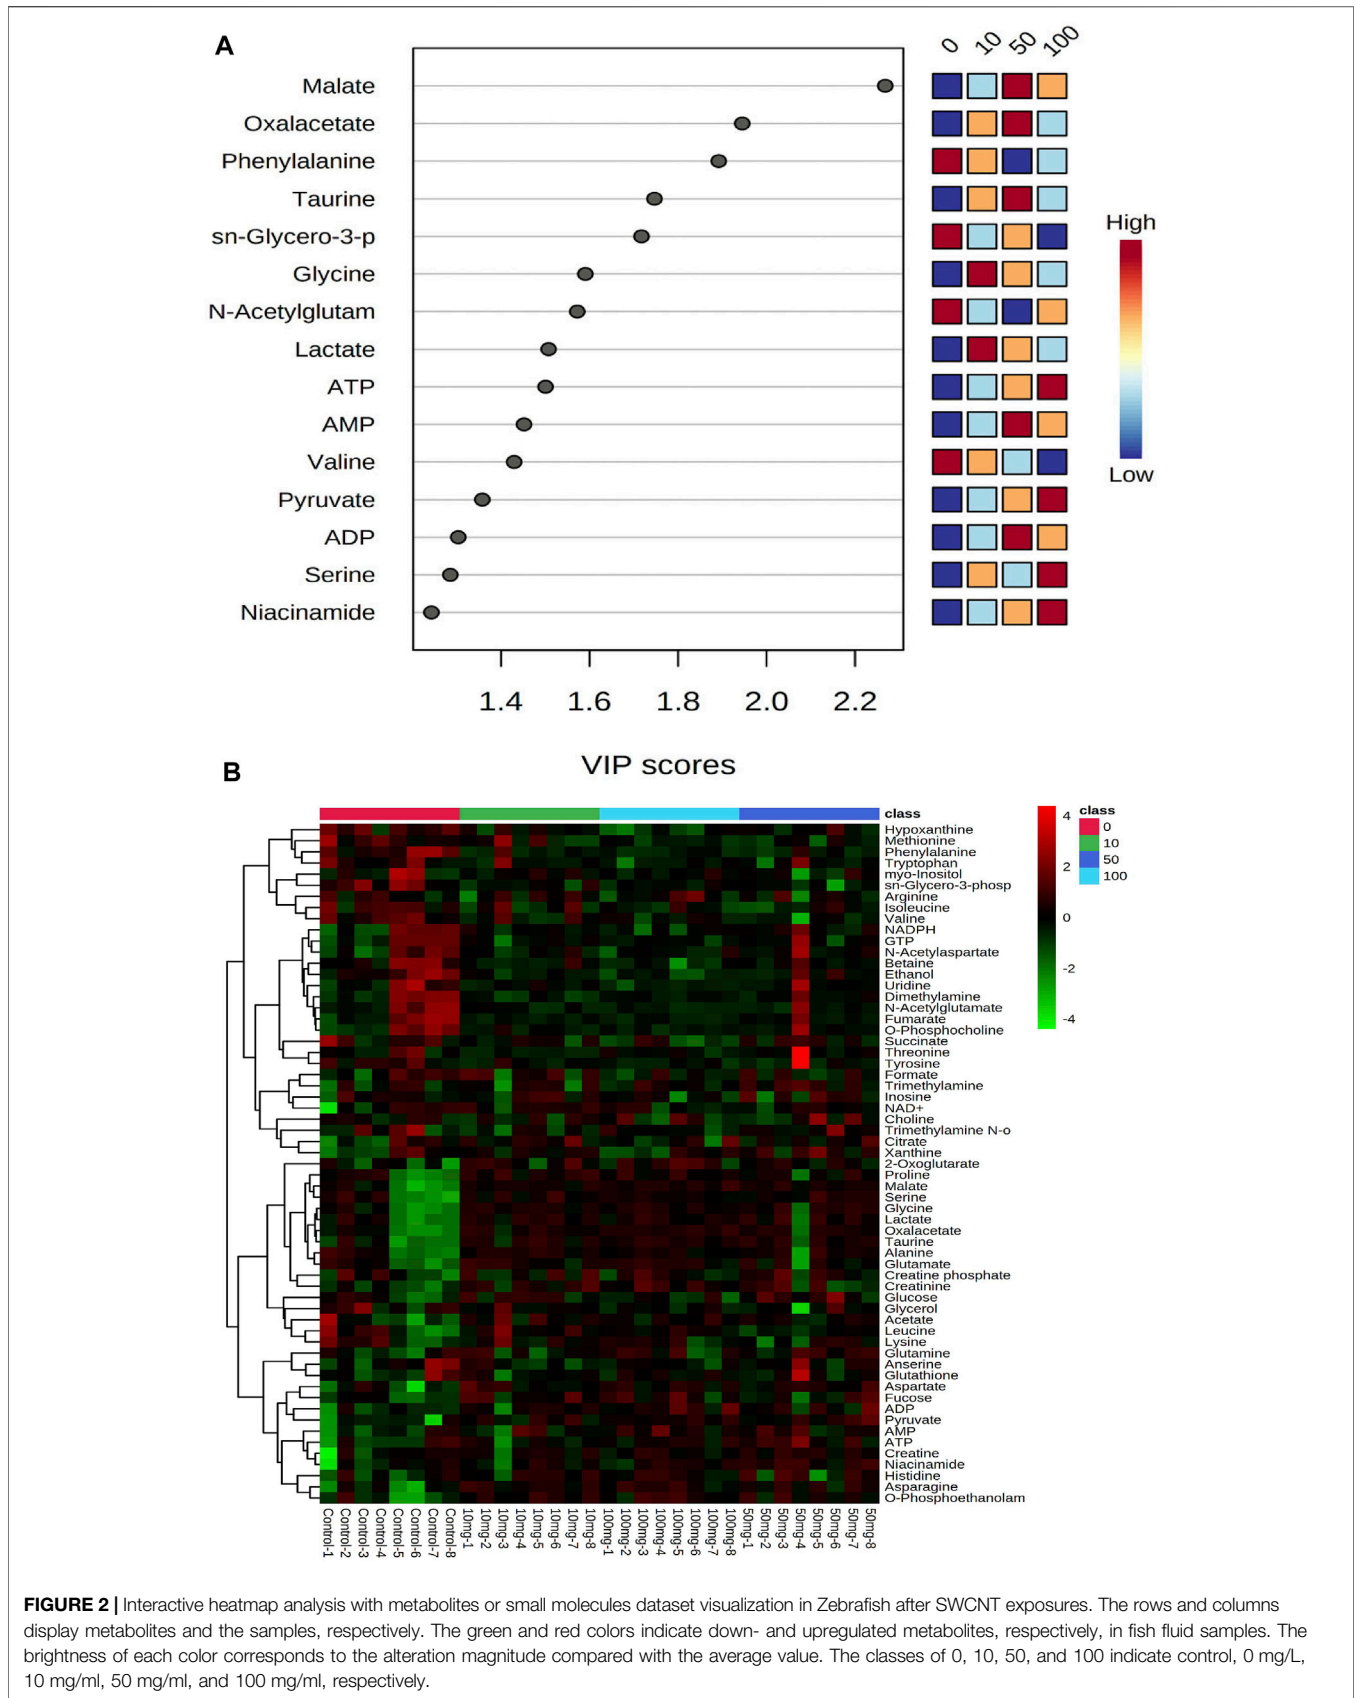 A
0 10 50 100
Malate
Oxalacetate
Phenylalanine
Taurine
sn-Glycero-3-p
Glycine
N-Acetylglutam
Lactate
ATP
AMP
Valine
Pyruvate
ADP
Serine
Niacinamide
High
Low
1.4 1.6 1.8 2.0 2.2
VIP scores
B
class
Hypoxanthine
Methionine
Phenylalanine
Tryptophan
myo-Inositol
sn-Glycero-3-phosp
Arginine
Isoleucine
Valine
NADPH
GTP
N-Acetylaspartate
Betaine
Ethanol
Uridine
Dimethylamine
N-Acetylglutamate
Fumarate
O-Phosphocholine
Succinate
Threonine
Tyrosine
Formate
Trimethylamine
Inosine
NAD+
Choline
Trimethylamine N-o
Citrate
Xanthine
2-Oxoglutarate
Proline
Malate
Serine
Glycine
Lactate
Oxalacetate
Taurine
Alanine
Glutamate
Creatine phosphate
Creatinine
Glucose
Glycerol
Acetate
Leucine
Lysine
Glutamine
Anserine
Glutathione
Aspartate
Fucose
ADP
Pyruvate
AMP
ATP
Creatine
Niacinamide
Histidine
Asparagine
O-Phosphoethanolam
4
2
0
-2
-4
class
0
10
50
100
Control-1
Control-2
Control-3
Control-4
Control-5
Control-6
Control-7
Control-8
10mg-1
10mg-2
10mg-3
10mg-4
10mg-5
10mg-6
10mg-7
10mg-8
100mg-1
100mg-2
100mg-3
100mg-4
100mg-5
100mg-6
100mg-7
100mg-8
50mg-1
50mg-2
50mg-3
50mg-4
50mg-5
50mg-6
50mg-7
50mg-8
FIGURE 2 | Interactive heatmap analysis with metabolites or small molecules dataset visualization in Zebrafish after SWCNT exposures. The rows and columns
display metabolites and the samples, respectively. The green and red colors indicate down- and upregulated metabolites, respectively, in fish fluid samples. The
brightness of each color corresponds to the alteration magnitude compared with the average value. The classes of 0, 10, 50, and 100 indicate control, 0 mg/L,
10 mg/ml, 50 mg/ml, and 100 mg/ml, respectively.